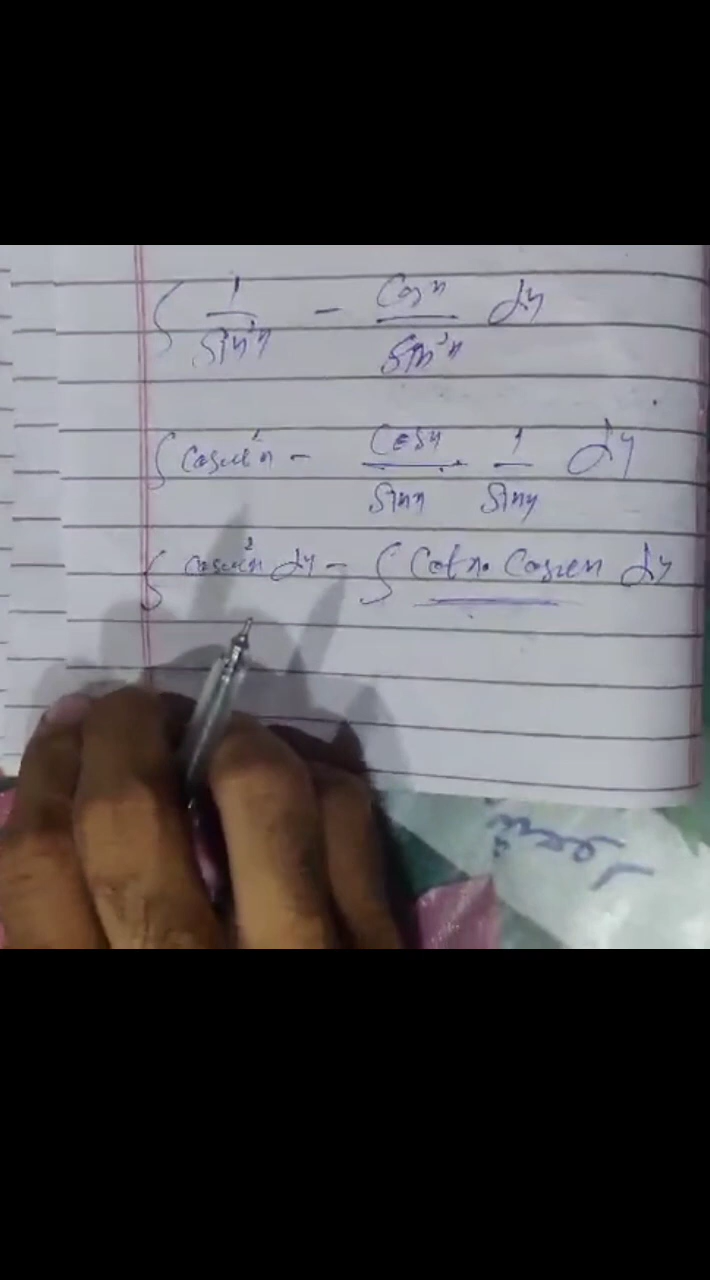 ∫ 1/sin²x − cosx/sin²x dx
∫ cosec²x − cosx/sinx · 1/sinx dx
∫ cosec²x dx − ∫ cotx. cosecx dx